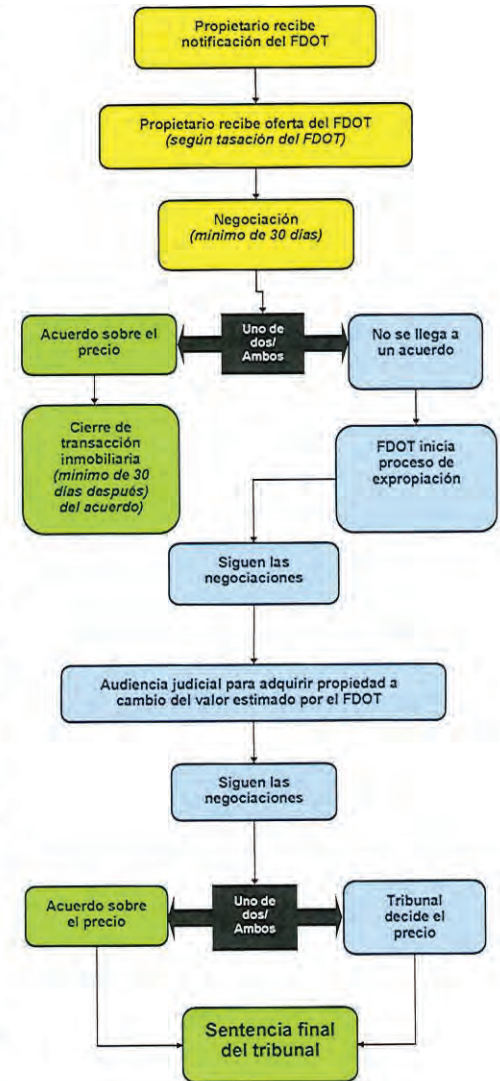 Propietario recibe
notificación del FDOT
Propietario recibe oferta del FDOT
(según tasación del FDOT)
Negociación
(mínimo de 30 días)
Acuerdo sobre el
precio
Uno de
dos/
Ambos
No se llega a
un acuerdo
Cierre de
transacción
inmobiliaria
(mínimo de 30
días después)
del acuerdo)
FDOT inicia
proceso de
expropiación
Siguen las
negociaciones
Audiencia judicial para adquirir propiedad a
cambio del valor estimado por el FDOT
Siguen las
negociaciones
Acuerdo sobre
el precio
Uno de
dos/
Ambos
Tribunal
decide el
precio
Sentencia final
del tribunal